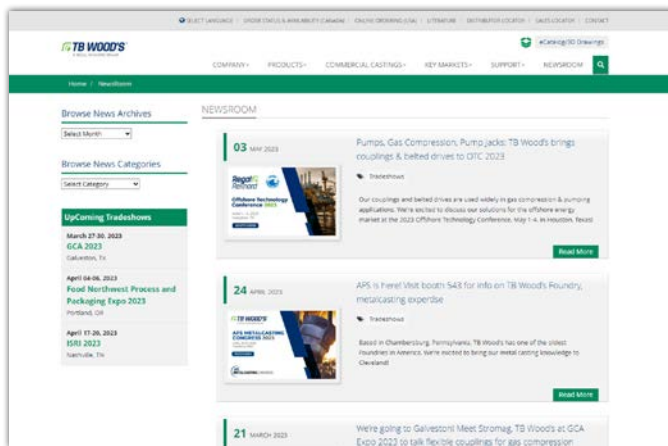 SELECT LANGUAGE | ORDER STATUS & AVAILABILITY (CANADA) | ONLINE ORDERING (USA) | LITERATURE | DISTRIBUTOR LOCATOR | SALES LOCATOR | CONTACT
TB WOOD'S
eCatalog/3D Drawings
COMPANY
PRODUCTS
COMMERCIAL CASTINGS
KEY MARKETS
SUPPORT
NEWSROOM
Home / NewsRoom
Browse News Archives
Select Month
Browse News Categories
Select Category
UpComing Tradeshows
March 27-30, 2023
GCA 2023
Galveston, TX
April 04-06, 2023
Food Northwest Process and
Packaging Expo 2023
Portland, OR
April 17-20, 2023
ISRI 2023
Nashville, TN
NEWSROOM
03 MAY 2023
Regal Rexnord
Offshore Technology
Conference 2023
Pumps, Gas Compression, Pump Jacks: TB Wood's brings
couplings & belted drives to OTC 2023
Tradeshows
Our couplings and belted drives are used widely in gas compression & pumping
applications. We're excited to discuss our solutions for the offshore energy
market at the 2023 Offshore Technology Conference, May 1-4, in Houston, Texas!
Read More
24 APRIL 2023
TB WOOD'S
AFS METALCASTING
CONGRESS 2023
AFS is here! Visit booth 543 for info on TB Wood's Foundry,
metalcasting expertise
Tradeshows
Based in Chambersburg, Pennsylvania, TB Wood's has one of the oldest
Foundries in America. We're excited to bring our metal casting knowledge to
Cleveland!
Read More
21 MARCH 2023
We're going to Galveston! Meet Stromag, TB Wood's at GCA
Expo 2023 to talk flexible couplings for gas compression